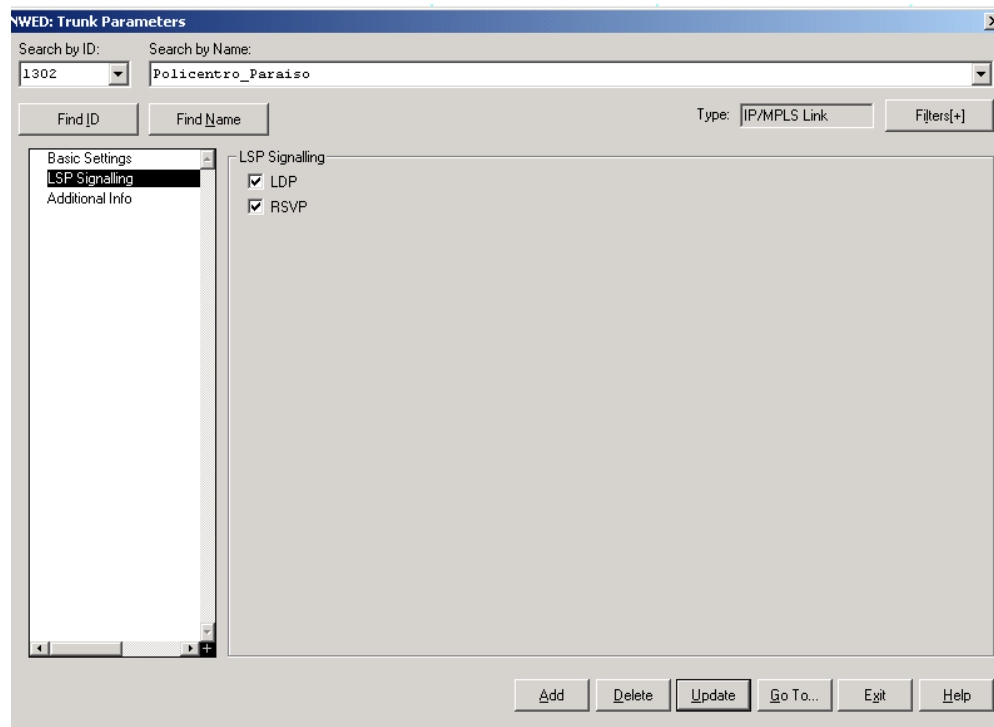 NWED: Trunk Parameters
Search by ID: Search by Name:
1302 Policentro_Paraiso
Find ID Find Name Type: IP/MPLS Link Filters[+]
Basic Settings
LSP Signalling
Additional Info
LSP Signalling
LDP
RSVP
Add Delete Update Go To... Exit Help